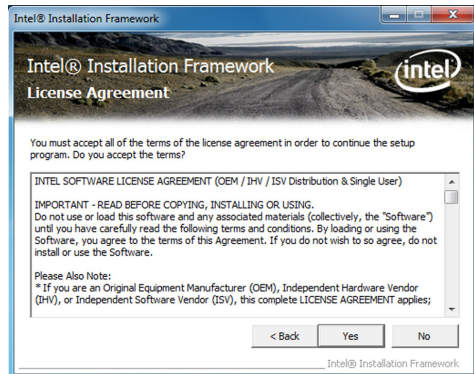 Intel® Installation Framework
Intel® Installation Framework
License Agreement
intel
You must accept all of the terms of the license agreement in order to continue the setup
program. Do you accept the terms?
INTEL SOFTWARE LICENSE AGREEMENT (OEM / IHV / ISV Distribution & Single User)
IMPORTANT - READ BEFORE COPYING, INSTALLING OR USING.
Do not use or load this software and any associated materials (collectively, the "Software")
until you have carefully read the following terms and conditions. By loading or using the
Software, you agree to the terms of this Agreement. If you do not wish to so agree, do not
install or use the Software.
Please Also Note:
* If you are an Original Equipment Manufacturer (OEM), Independent Hardware Vendor
(IHV), or Independent Software Vendor (ISV), this complete LICENSE AGREEMENT applies;
< Back Yes No
Intel® Installation Framework